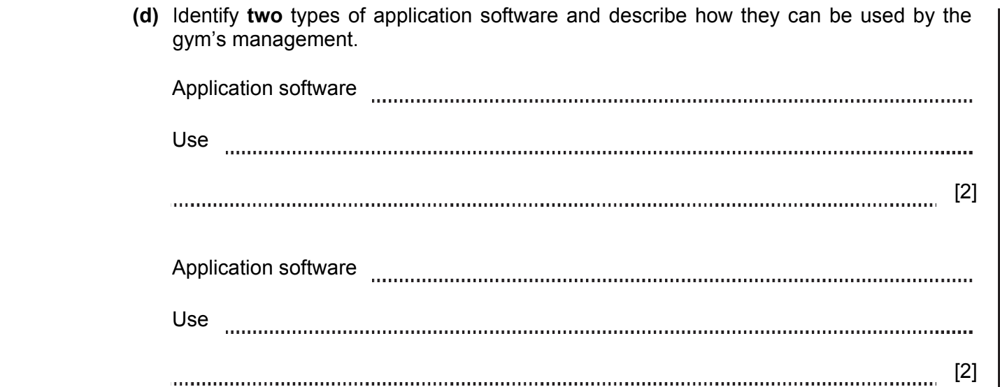 (d) Identify two types of application software and describe how they can be used by the
gym's management.
Application software
Use
[2]
Application software
Use
[2]